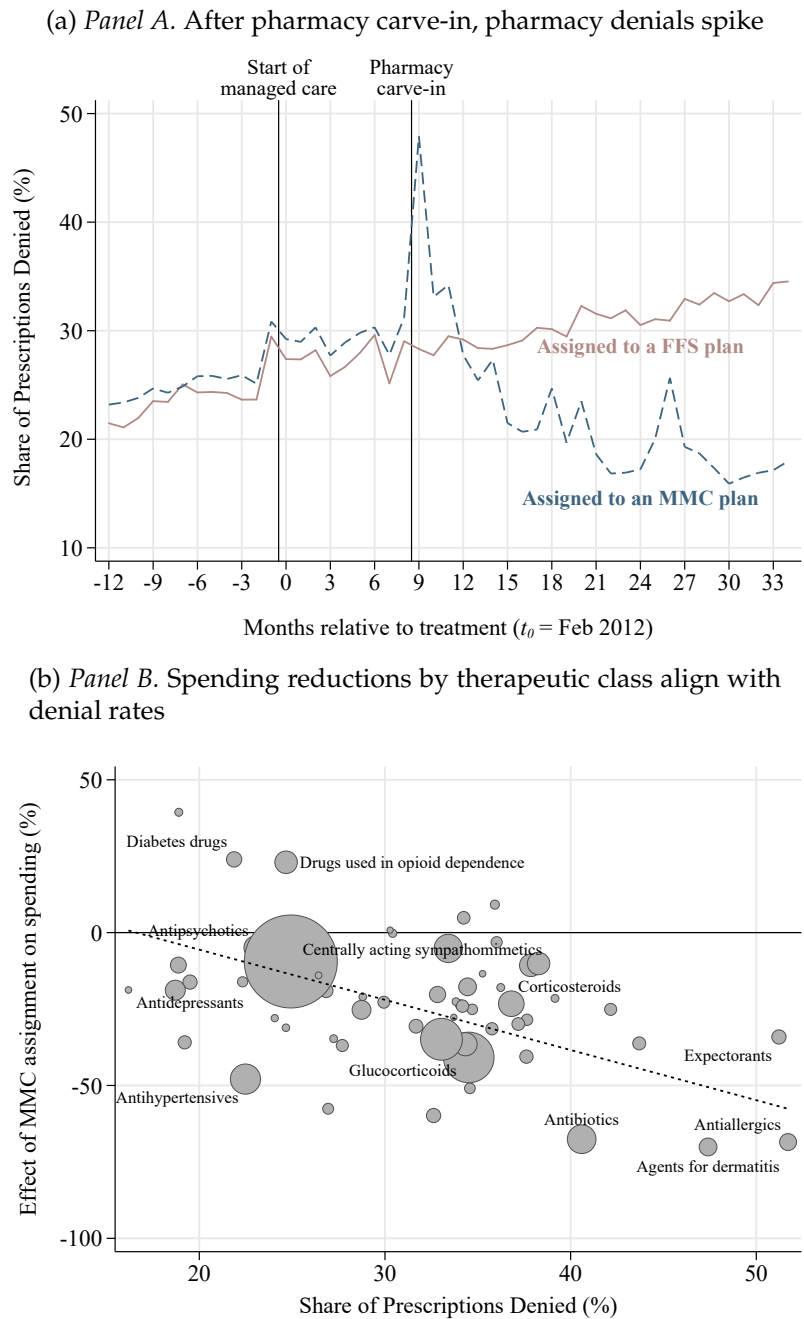 (a) Panel A. After pharmacy carve-in, pharmacy denials spike
Start of
managed care
Pharmacy
carve-in
Share of Prescriptions Denied (%)
50
40
30
20
10
Assigned to a FFS plan
Assigned to an MMC plan
-12 -9 -6 -3 0 3 6 9 12 15 18 21 24 27 30 33
Months relative to treatment (t0 = Feb 2012)
(b) Panel B. Spending reductions by therapeutic class align with
denial rates
Effect of MMC assignment on spending (%)
50
0
-50
-100
Diabetes drugs
Drugs used in opioid dependence
Antipsychotics
Centrally acting sympathomimetics
Antidepressants
Corticosteroids
Expectorants
Glucocorticoids
Antihypertensives
Antibiotics
Antiallergics
Agents for dermatitis
20 30 40 50
Share of Prescriptions Denied (%)